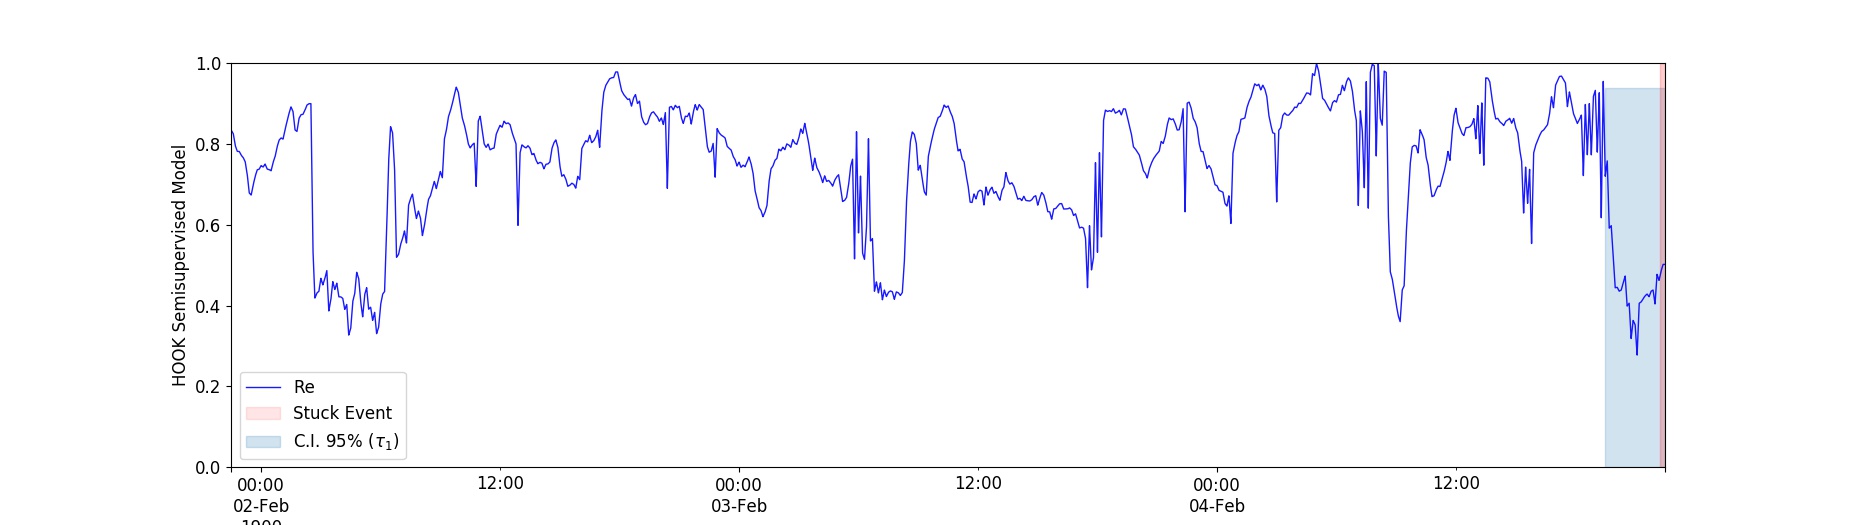 HOOK Semisupervised Model
1.0
0.8
0.6
0.4
0.2
0.0
Re
Stuck Event
C.I. 95% (τ₁)
00:00 12:00 00:00 12:00 00:00 12:00
02-Feb 03-Feb 04-Feb
1900